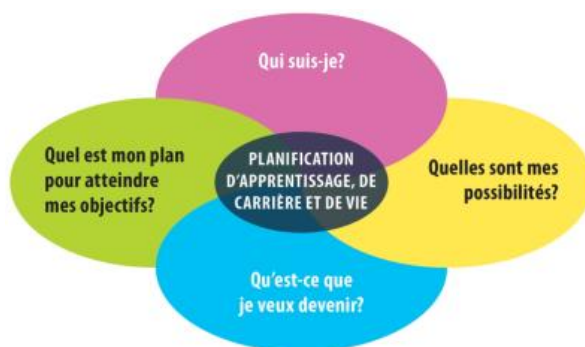 Qui suis-je?
Quel est mon plan
pour atteindre
mes objectifs?
PLANIFICATION
D'APPRENTISSAGE, DE
CARRIÈRE ET DE VIE
Quelles sont mes
possibilités?
Qu'est-ce que
je veux devenir?